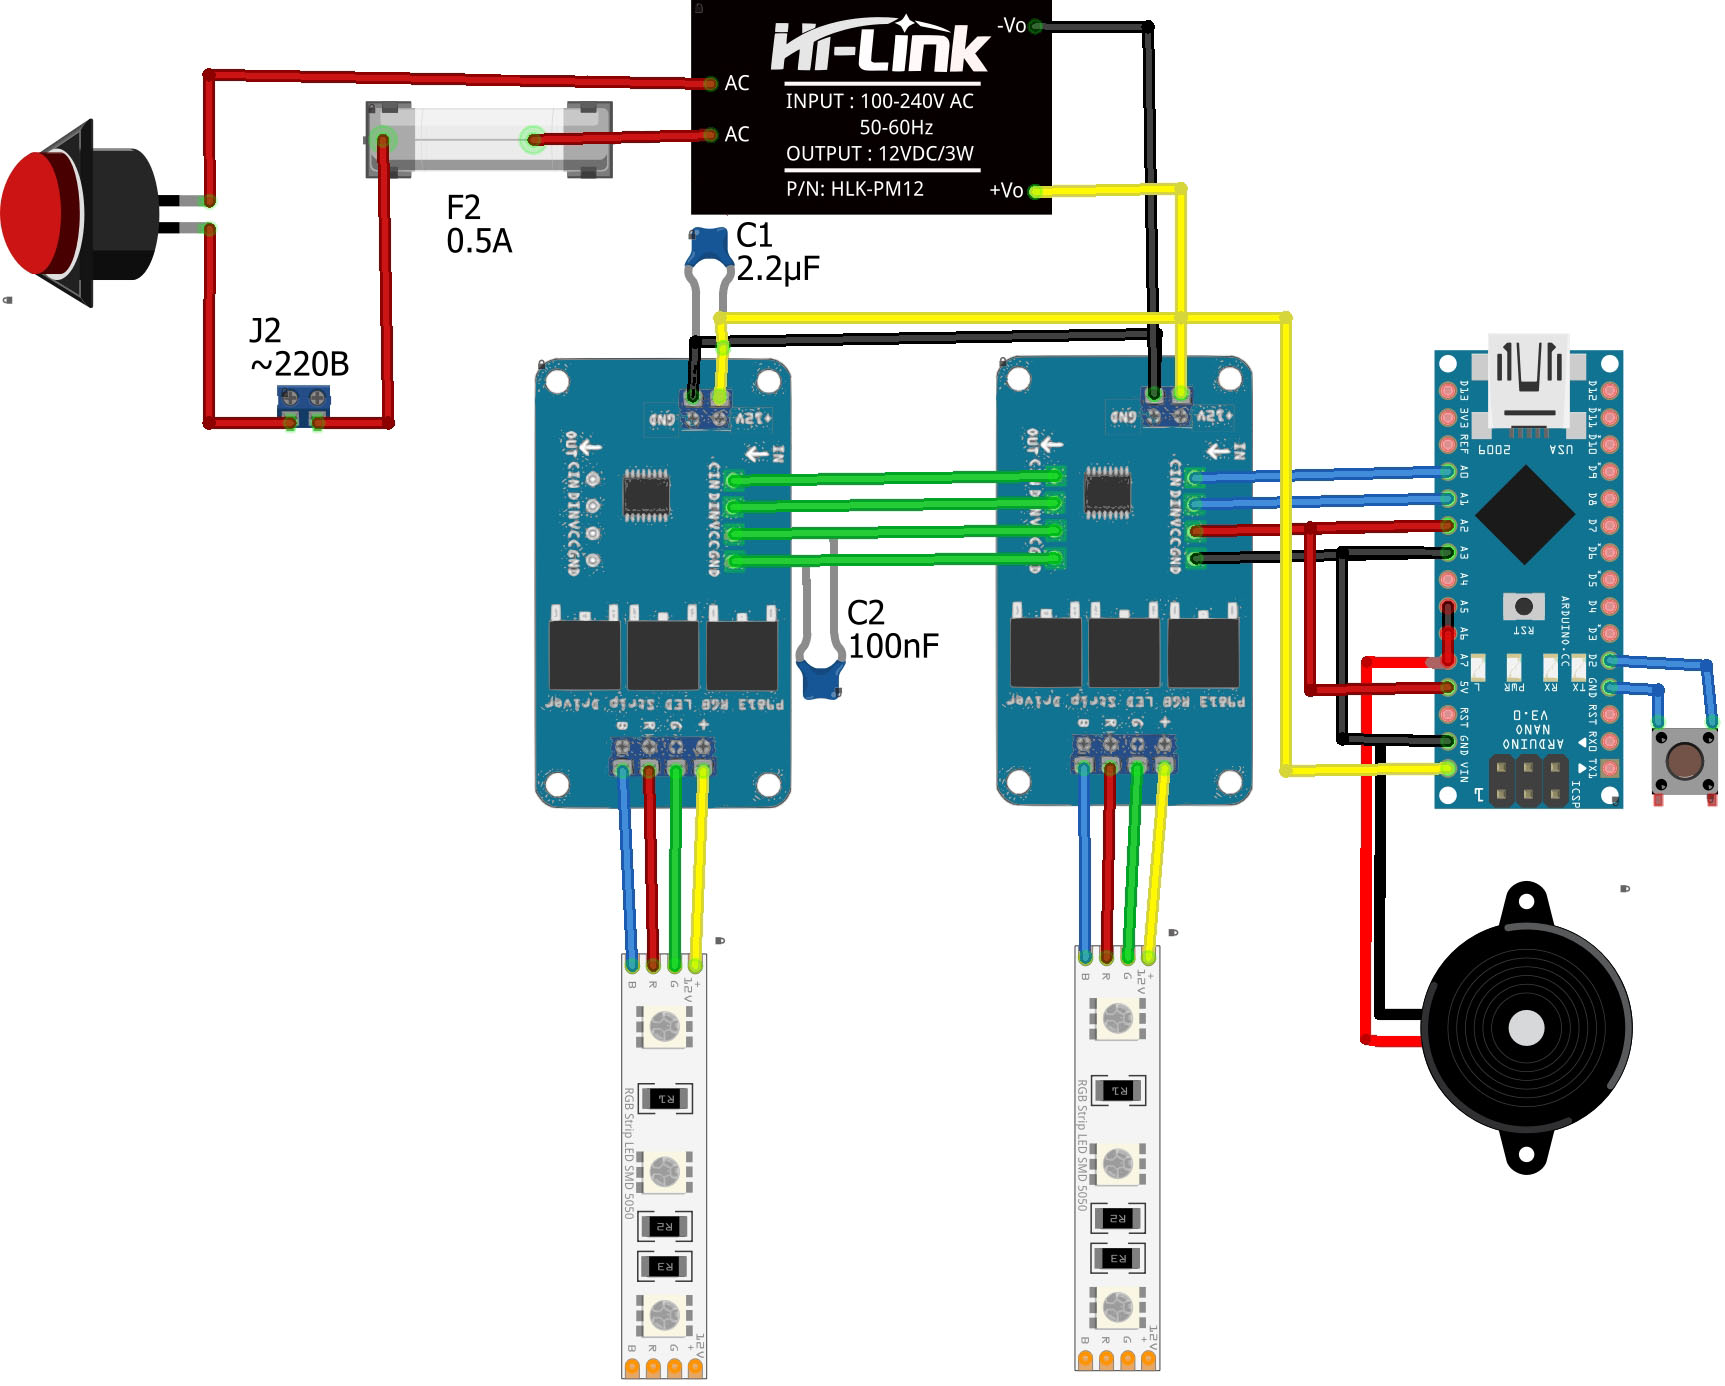 Hi-Link
-Vo
AC
INPUT : 100-240V AC
AC
50-60Hz
OUTPUT : 12VDC/3W
+Vo
P/N: HLK-PM12
F2
0.5A
C1
2.2µF
J2
~220В
GND
+12V
OUT
IN
CIN
DIN
VCC
GND
CIN
DIN
VCC
GND
P9813 RGB LED Strip Driver
B
R
G
+
C2
100nF
GND
+12V
OUT
IN
CIN
DIN
VCC
GND
P9813 RGB LED Strip Driver
B
R
G
+
D13
3V3
REF
A0
A1
A2
A3
A4
A5
A6
A7
5V
RST
GND
VIN
D12
D11
D10
D9
D8
D7
D6
D5
D4
D3
D2
GND
RST
RX0
TX1
USA
2009
RST
ARDUINO.CC
L
PWR
RX
TX
ARDUINO
NANO
V3.0
ICSP
1
B
R
G
12V
+
RGB Strip LED SMD 5050
R1
R2
R3
B
R
G
+
12V
B
R
G
12V
+
RGB Strip LED SMD 5050
R1
R2
R3
B
R
G
+
12V